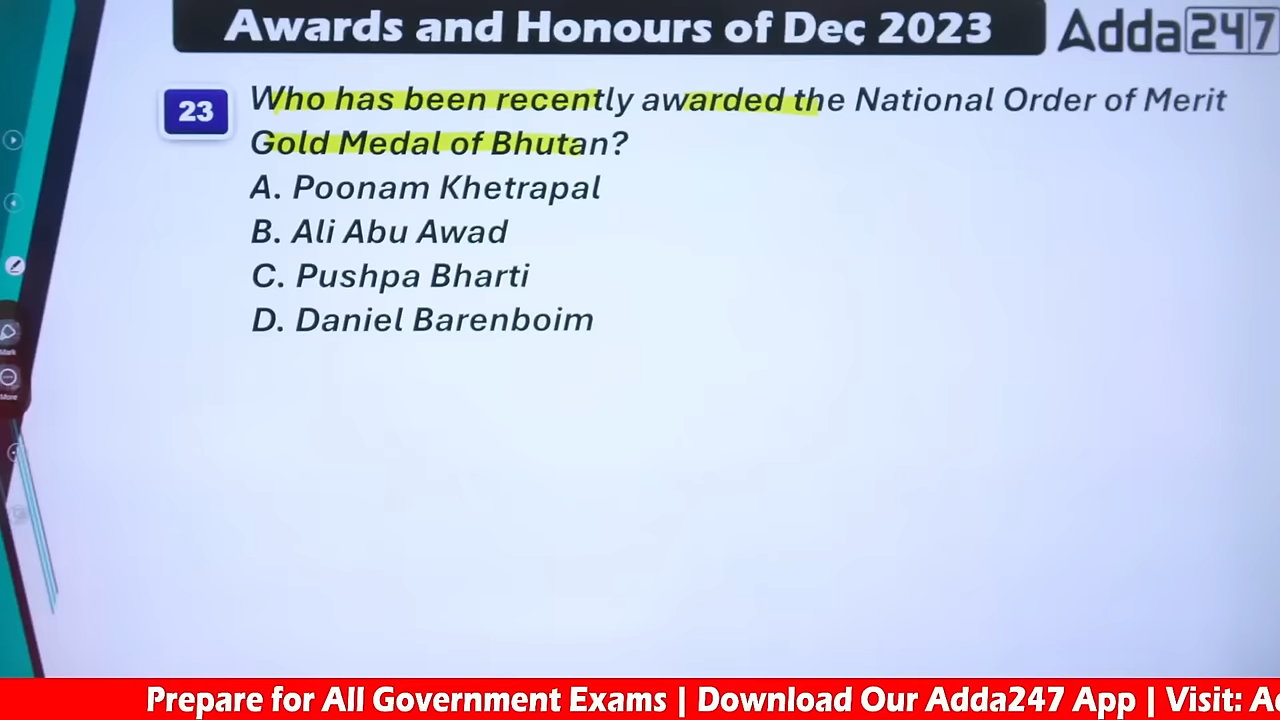 Awards and Honours of Dec 2023
Adda247
23
Who has been recently awarded the National Order of Merit
Gold Medal of Bhutan?
A. Poonam Khetrapal
B. Ali Abu Awad
C. Pushpa Bharti
D. Daniel Barenboim
Mark
More
Prepare for All Government Exams | Download Our Adda247 App | Visit: